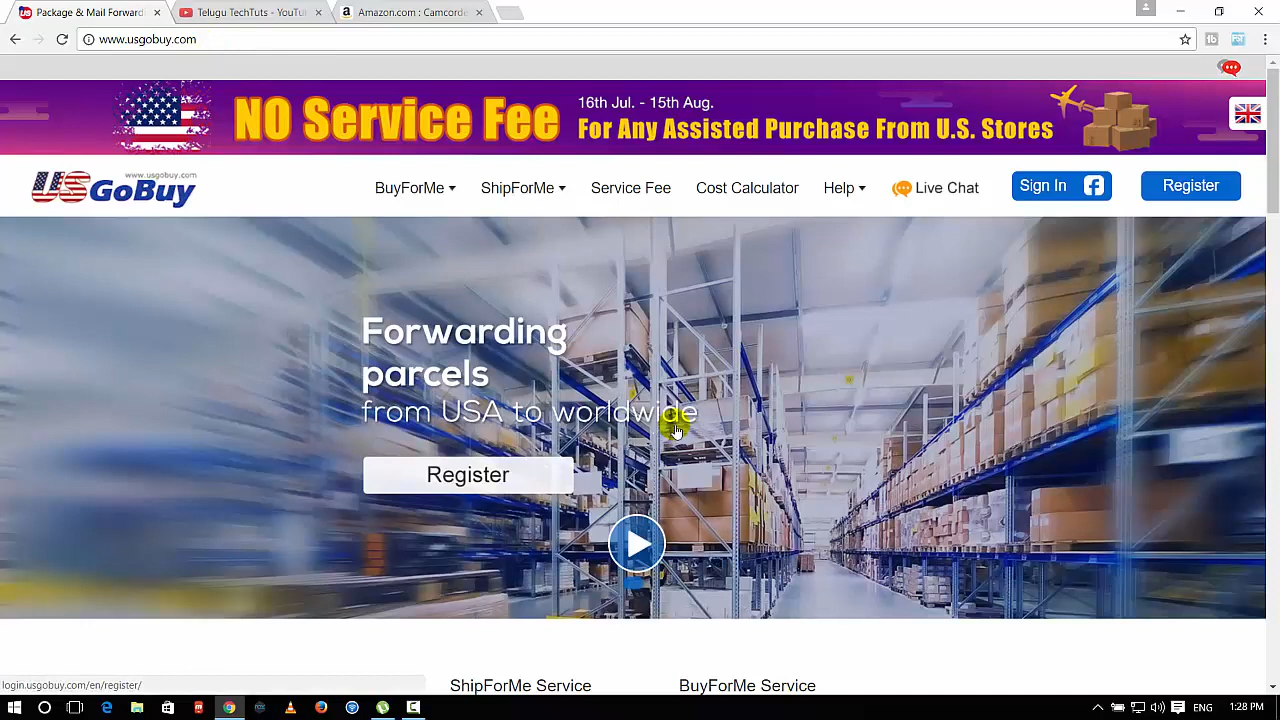 Package & Mail Forward
Telugu TechTuts - YouTu
Amazon.com : Camcorde
www.usgobuy.com
NO Service Fee
16th Jul. - 15th Aug.
For Any Assisted Purchase From U.S. Stores
www.usgobuy.com
USGoBuy
BuyForMe
ShipForMe
Service Fee
Cost Calculator
Help
Live Chat
Sign In
Register
Forwarding
parcels
from USA to worldwide
Register
login.usgobuy.com/en/register/
ShipForMe Service
BuyForMe Service
ENG
1:28 PM